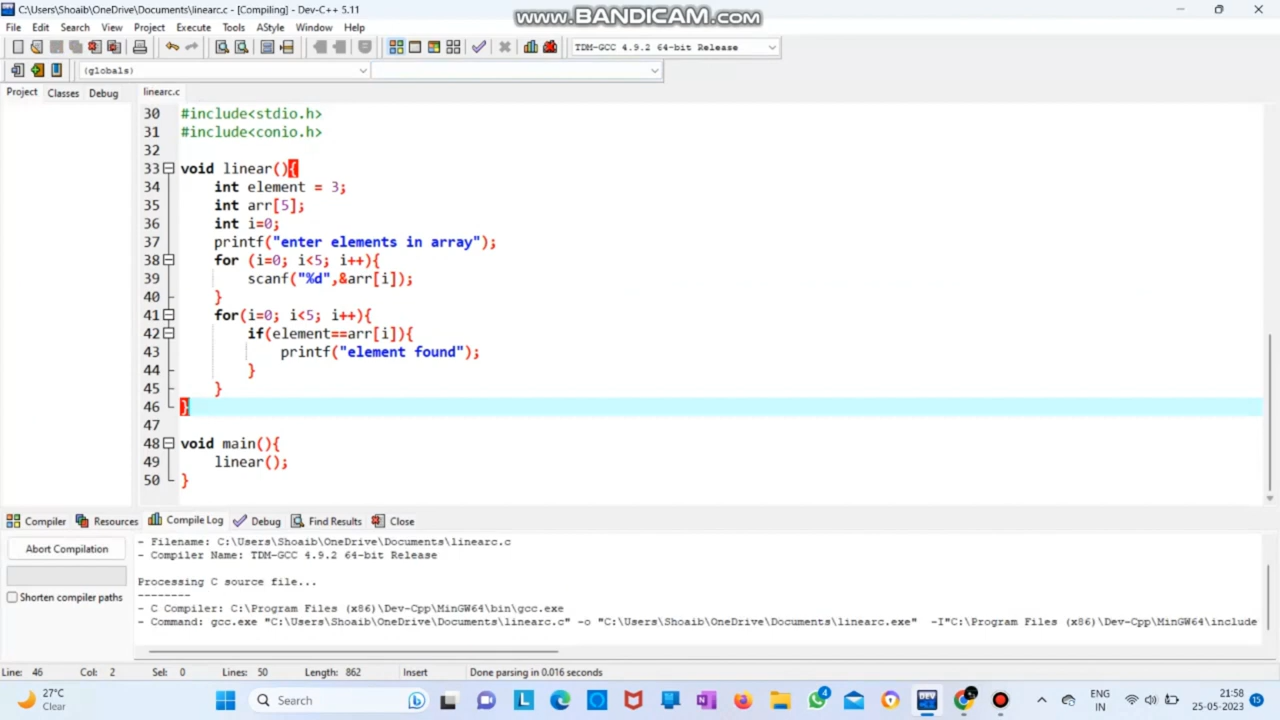 C:\Users\Shoaib\OneDrive\Documents\linearc.c - [Compiling] - Dev-C++ 5.11
www.BANDICAM.com
File Edit Search View Project Execute Tools AStyle Window Help
TDM-GCC 4.9.2 64-bit Release
(globals)
Project Classes Debug
linearc.c
30 #include<stdio.h>
31 #include<conio.h>
32
33 void linear(){
34 int element = 3;
35 int arr[5];
36 int i=0;
37 printf("enter elements in array");
38 for (i=0; i<5; i++){
39 scanf("%d",&arr[i]);
40 }
41 for(i=0; i<5; i++){
42 if(element==arr[i]){
43 printf("element found");
44 }
45 }
46 }
47
48 void main(){
49 linear();
50 }
Compiler Resources Compile Log Debug Find Results Close
Abort Compilation
Shorten compiler paths
- Filename: C:\Users\Shoaib\OneDrive\Documents\linearc.c
- Compiler Name: TDM-GCC 4.9.2 64-bit Release
Processing C source file...
--------
- C Compiler: C:\Program Files (x86)\Dev-Cpp\MinGW64\bin\gcc.exe
- Command: gcc.exe "C:\Users\Shoaib\OneDrive\Documents\linearc.c" -o "C:\Users\Shoaib\OneDrive\Documents\linearc.exe" -I"C:\Program Files (x86)\Dev-Cpp\MinGW64\include
Line: 46 Col: 2 Sel: 0 Lines: 50 Length: 862 Insert Done parsing in 0.016 seconds
27°C
Clear
Search
4
ENG
IN
21:58
25-05-2023
15